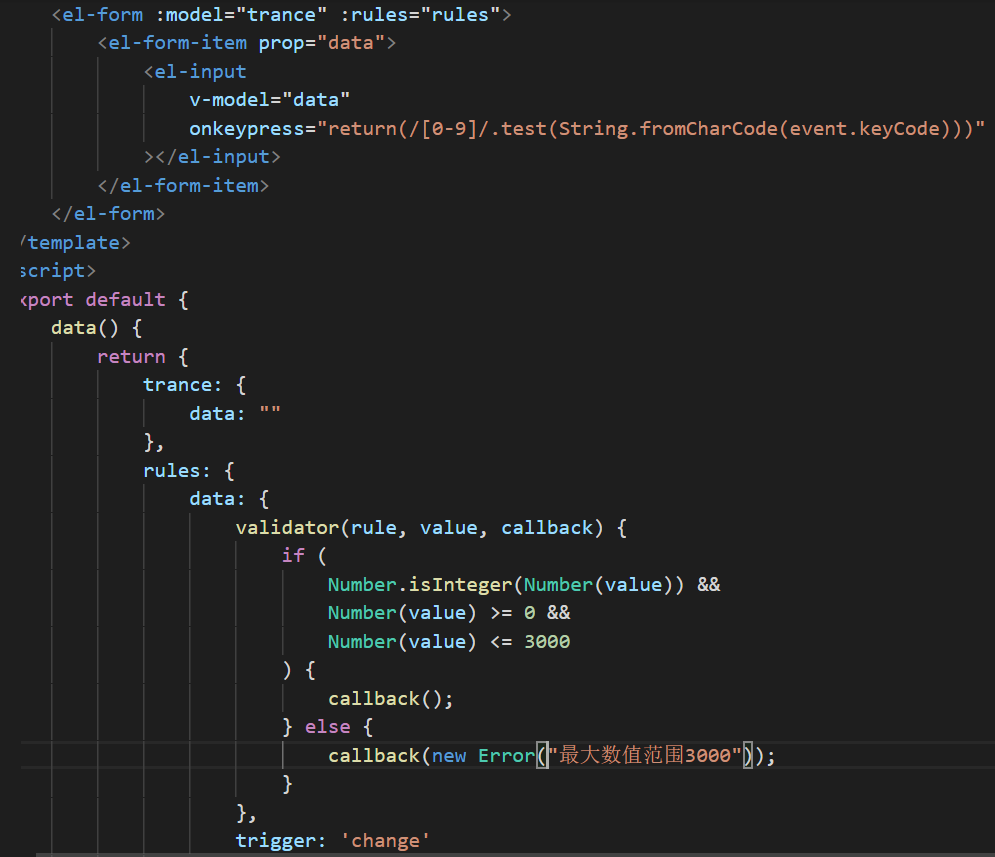 <el-form :model="trance" :rules="rules">
<el-form-item prop="data">
<el-input
v-model="data"
onkeypress="return(/[0-9]/.test(String.fromCharCode(event.keyCode)))"
></el-input>
</el-form-item>
</el-form>
/template>
script>
xport default {
data() {
return {
trance: {
data: ""
},
rules: {
data: {
validator(rule, value, callback) {
if (
Number.isInteger(Number(value)) &&
Number(value) >= 0 &&
Number(value) <= 3000
) {
callback();
} else {
callback(new Error("最大数值范围3000"));
}
},
trigger: 'change'